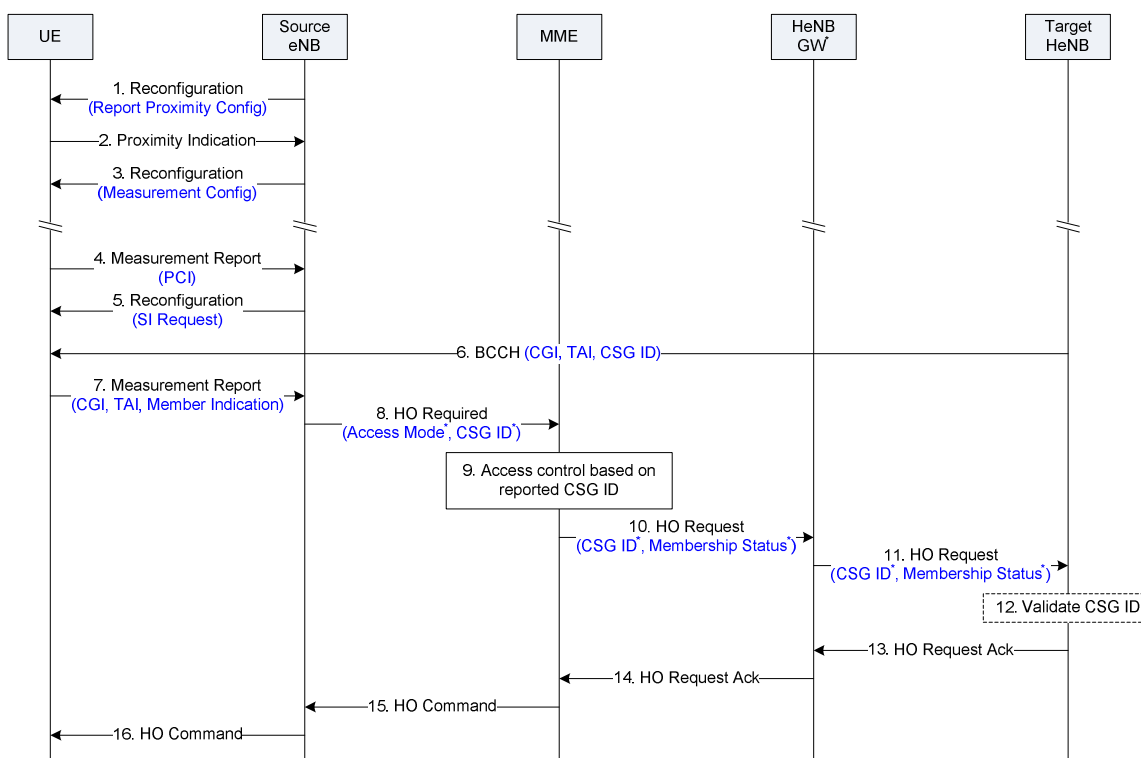 UE
Source
eNB
MME
HeNB
GW*
Target
HeNB
1. Reconfiguration
(Report Proximity Config)
2. Proximity Indication
3. Reconfiguration
(Measurement Config)
4. Measurement Report
(PCI)
5. Reconfiguration
(SI Request)
6. BCCH (CGI, TAI, CSG ID)
7. Measurement Report
(CGI, TAI, Member Indication)
8. HO Required
(Access Mode*, CSG ID*)
9. Access control based on
reported CSG ID
10. HO Request
(CSG ID*, Membership Status*)
11. HO Request
(CSG ID*, Membership Status*)
12. Validate CSG ID
13. HO Request Ack
14. HO Request Ack
15. HO Command
16. HO Command